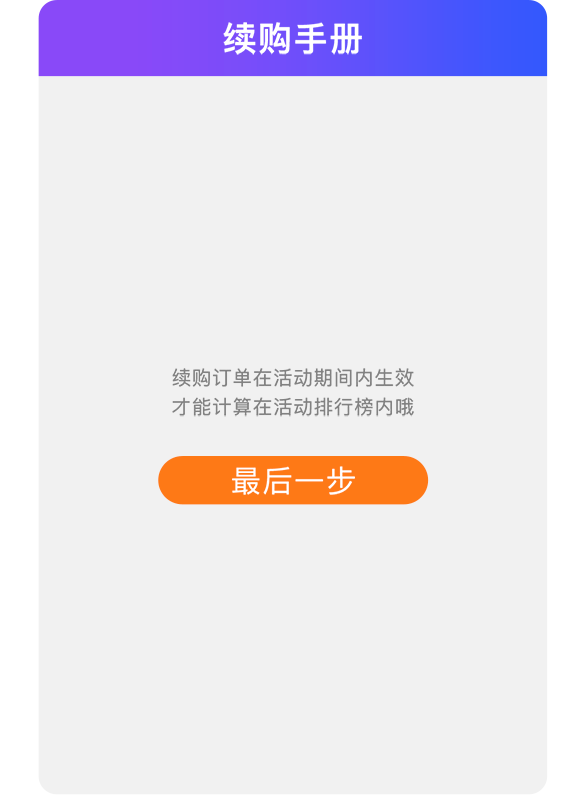 续购手册
续购订单在活动期间内生效
才能计算在活动排行榜内哦
最后一步